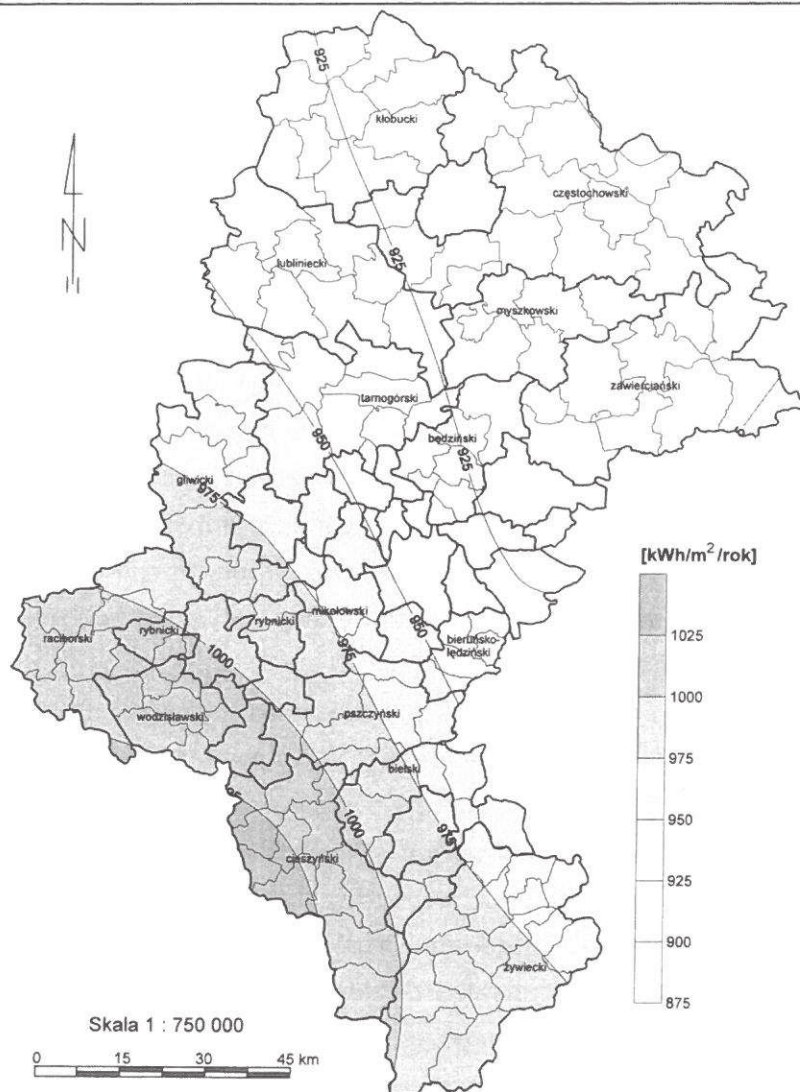 925
kłobucki
częstochowski
N
925
lubliniecki
myszkowski
zawierciański
tarnogórski
950
będziński
925
gliwicki
975
[kWh/m²/rok]
1025
1000
975
950
925
900
875
mikołowski
rybnicki
raciborski
rybnicki
950
bieruńsko-
lędziński
975
1000
wodzisławski
pszczyński
bielski
1000
975
cieszyński
żywiecki
Skala 1 : 750 000
0 15 30 45 km